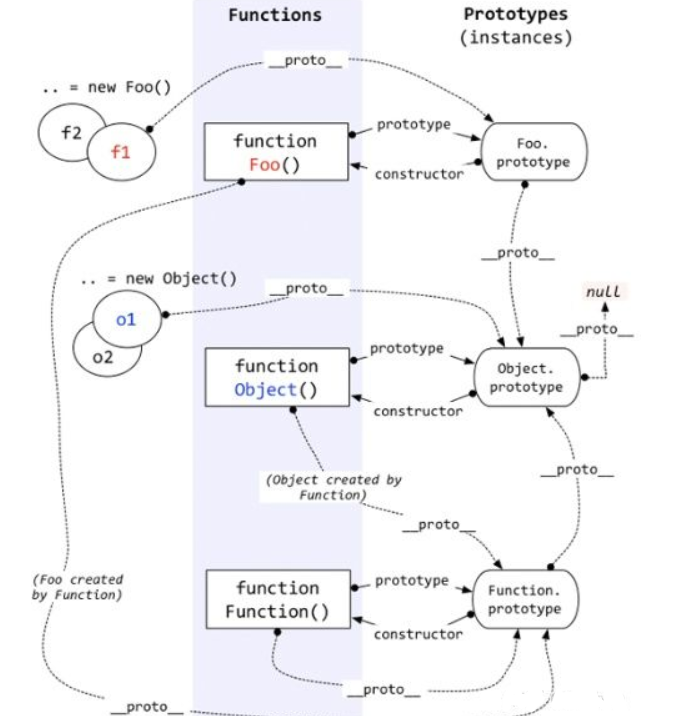 Functions
Prototypes
(instances)
__proto__
.. = new Foo()
f2
f1
function
Foo()
prototype
constructor
Foo.
prototype
__proto__
.. = new Object()
__proto__
null
__proto__
o1
o2
function
Object()
prototype
constructor
Object.
prototype
(Object created by
Function)
__proto__
__proto__
(Foo created
by Function)
function
Function()
prototype
constructor
Function.
prototype
__proto__
__proto__